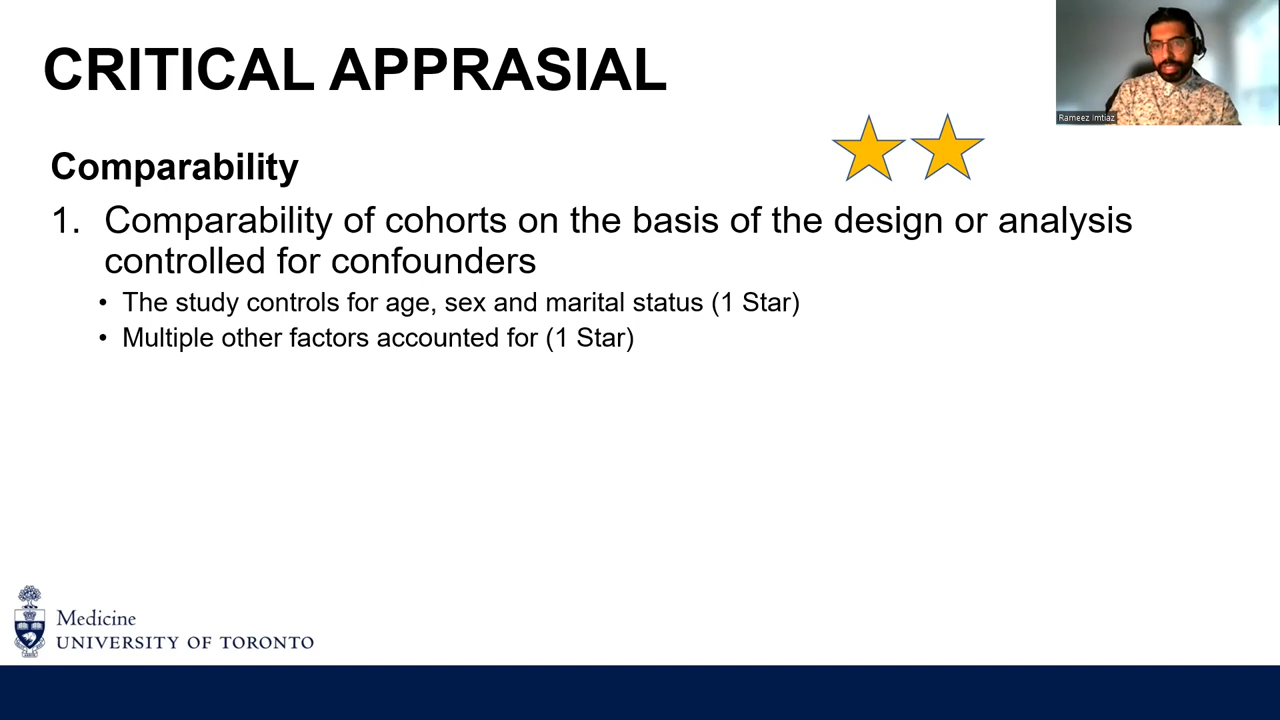 CRITICAL APPRASIAL
Rameez Imtiaz
Comparability
1. Comparability of cohorts on the basis of the design or analysis
controlled for confounders
• The study controls for age, sex and marital status (1 Star)
• Multiple other factors accounted for (1 Star)
Medicine
UNIVERSITY OF TORONTO